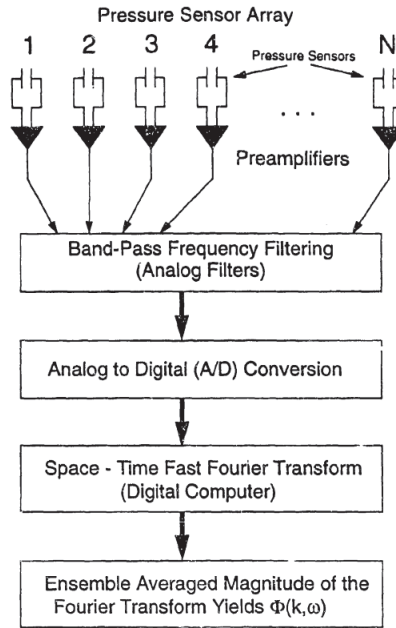 Pressure Sensor Array
1 2 3 4 N
Pressure Sensors
. . .
Preamplifiers
Band-Pass Frequency Filtering
(Analog Filters)
Analog to Digital (A/D) Conversion
Space - Time Fast Fourier Transform
(Digital Computer)
Ensemble Averaged Magnitude of the
Fourier Transform Yields Φ(k,ω)